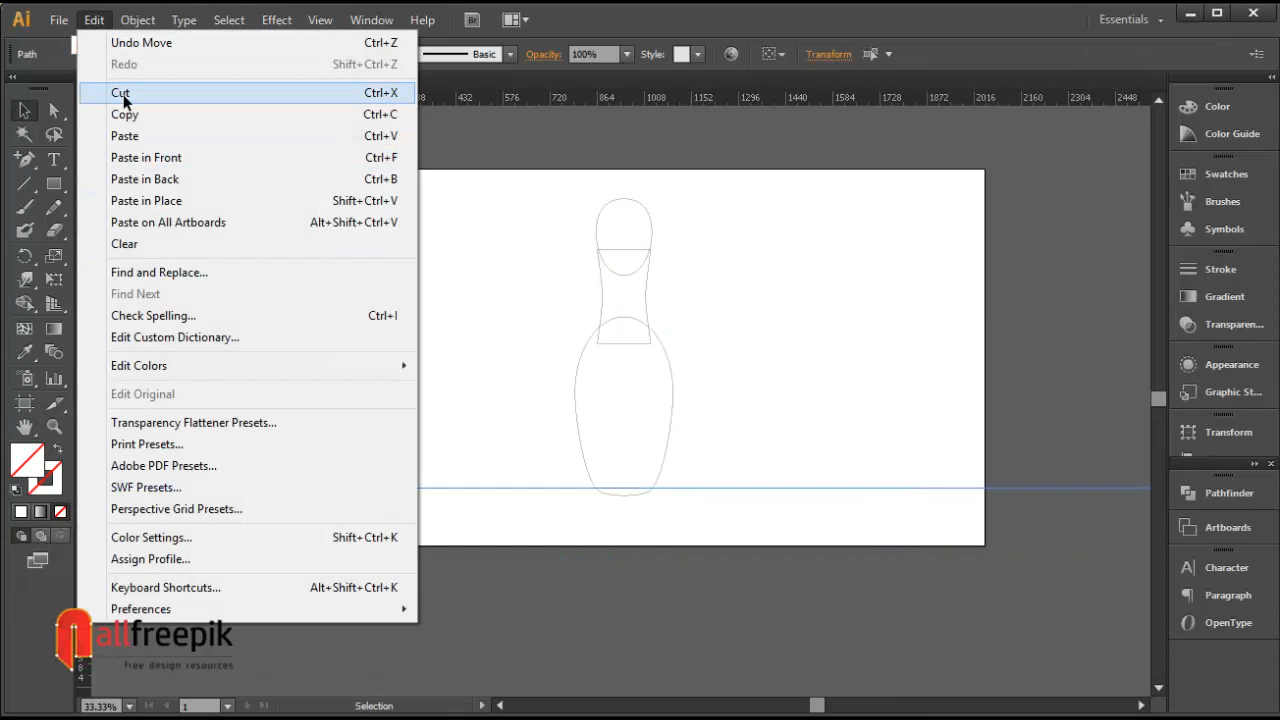 Ai File Edit Object Type Select Effect View Window Help Br Essentials
Path Basic Opacity: 100% Style: Transform
Undo Move Ctrl+Z
Redo Shift+Ctrl+Z
Cut Ctrl+X
Copy Ctrl+C
Paste Ctrl+V
Paste in Front Ctrl+F
Paste in Back Ctrl+B
Paste in Place Shift+Ctrl+V
Paste on All Artboards Alt+Shift+Ctrl+V
Clear
Find and Replace...
Find Next
Check Spelling... Ctrl+I
Edit Custom Dictionary...
Edit Colors
Edit Original
Transparency Flattener Presets...
Print Presets...
Adobe PDF Presets...
SWF Presets...
Perspective Grid Presets...
Color Settings... Shift+Ctrl+K
Assign Profile...
Keyboard Shortcuts... Alt+Shift+Ctrl+K
Preferences
432 504 576 720 792 864 1008 1152 1296 1440 1584 1728 1872 2016 2160 2304 2448
Color
Color Guide
Swatches
Brushes
Symbols
Stroke
Gradient
Transparen...
Appearance
Graphic St...
Transform
Pathfinder
Artboards
Character
Paragraph
OpenType
allfreepik
free design resources
33.33% 1 Selection